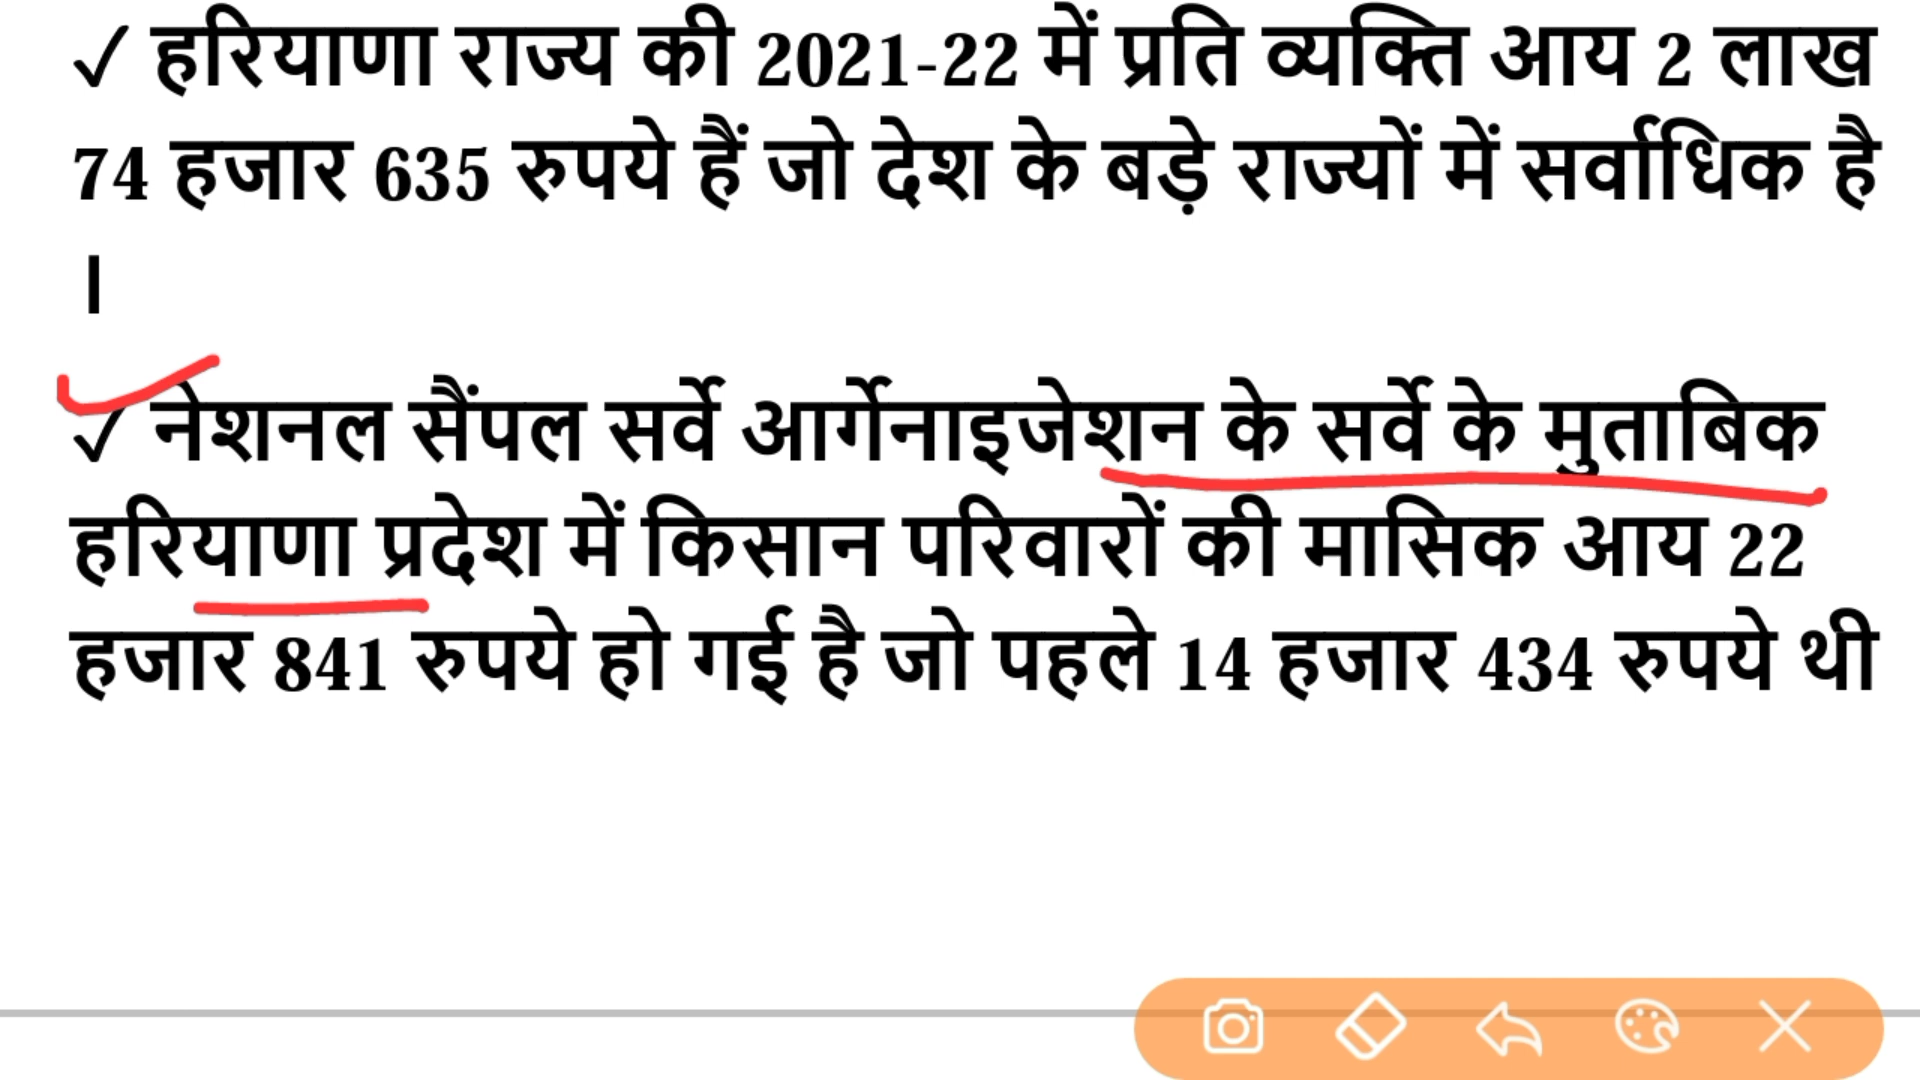 ✓ हरियाणा राज्य की 2021-22 में प्रति व्यक्ति आय 2 लाख
74 हजार 635 रुपये हैं जो देश के बड़े राज्यों में सर्वाधिक है
।
✓ नेशनल सैंपल सर्वे आर्गेनाइजेशन के सर्वे के मुताबिक
हरियाणा प्रदेश में किसान परिवारों की मासिक आय 22
हजार 841 रुपये हो गई है जो पहले 14 हजार 434 रुपये थी